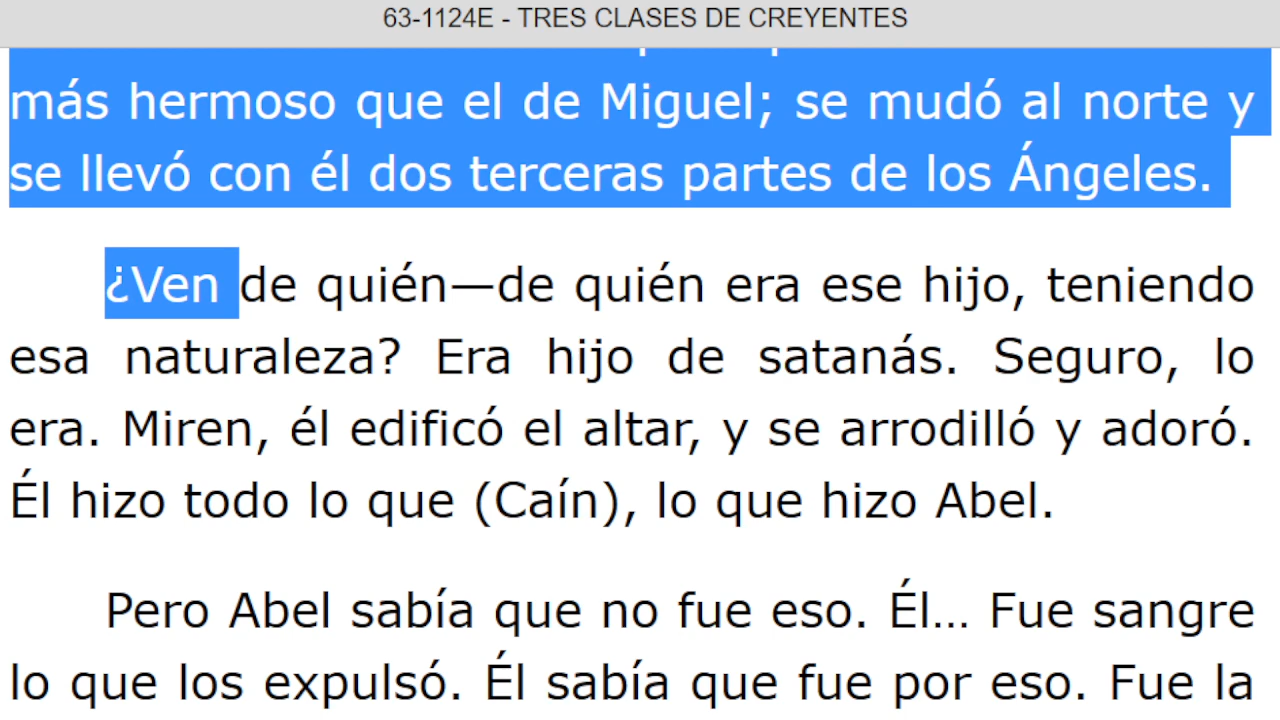 63-1124E - TRES CLASES DE CREYENTES
más hermoso que el de Miguel; se mudó al norte y
se llevó con él dos terceras partes de los Ángeles.
¿Ven de quién—de quién era ese hijo, teniendo
esa naturaleza? Era hijo de satanás. Seguro, lo
era. Miren, él edificó el altar, y se arrodilló y adoró.
Él hizo todo lo que (Caín), lo que hizo Abel.
Pero Abel sabía que no fue eso. Él... Fue sangre
lo que los expulsó. Él sabía que fue por eso. Fue la